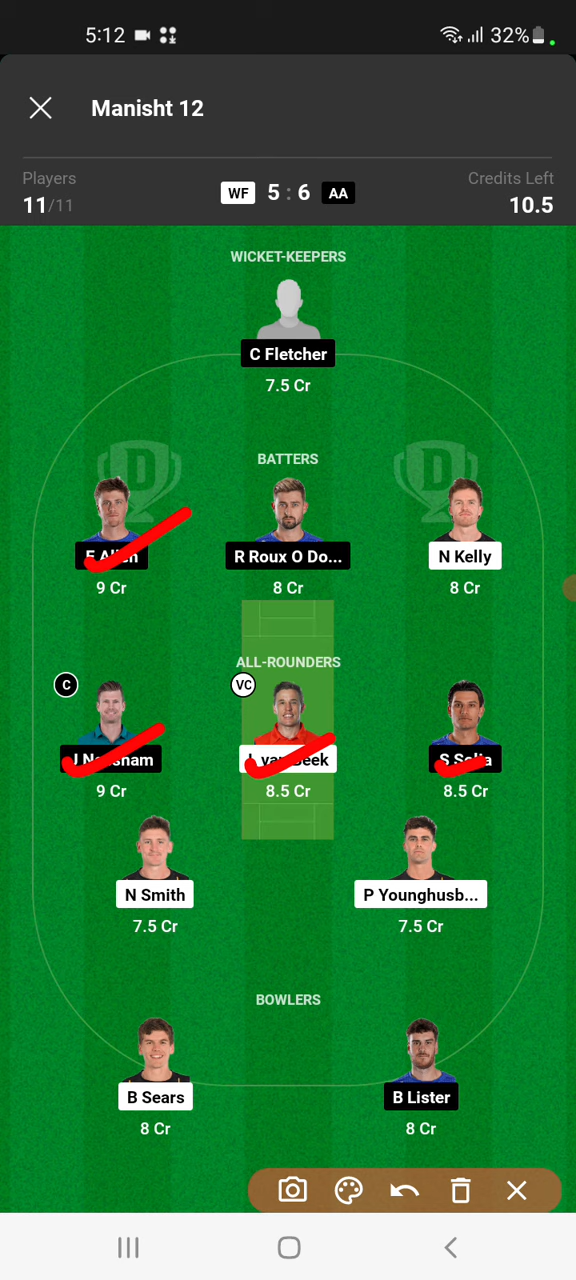 5:12 32%
Manisht 12
Players Credits Left
11/11 WF 5 : 6 AA 10.5
WICKET-KEEPERS
C Fletcher
7.5 Cr
BATTERS
R Roux O Do... N Kelly
9 Cr 8 Cr 8 Cr
ALL-ROUNDERS
C VC
9 Cr 8.5 Cr 8.5 Cr
N Smith P Younghusb...
7.5 Cr 7.5 Cr
BOWLERS
B Sears B Lister
8 Cr 8 Cr